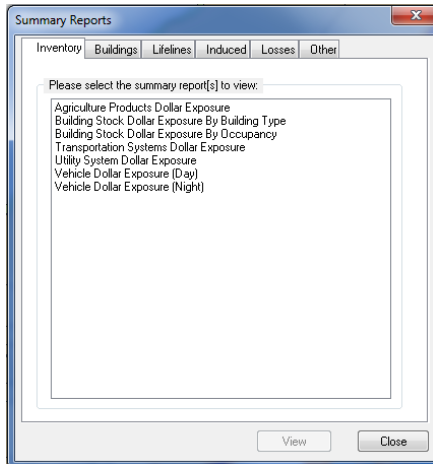 Summary Reports
Inventory Buildings Lifelines Induced Losses Other
Please select the summary report[s] to view:
Agriculture Products Dollar Exposure
Building Stock Dollar Exposure By Building Type
Building Stock Dollar Exposure By Occupancy
Transportation Systems Dollar Exposure
Utility System Dollar Exposure
Vehicle Dollar Exposure (Day)
Vehicle Dollar Exposure (Night)
View Close